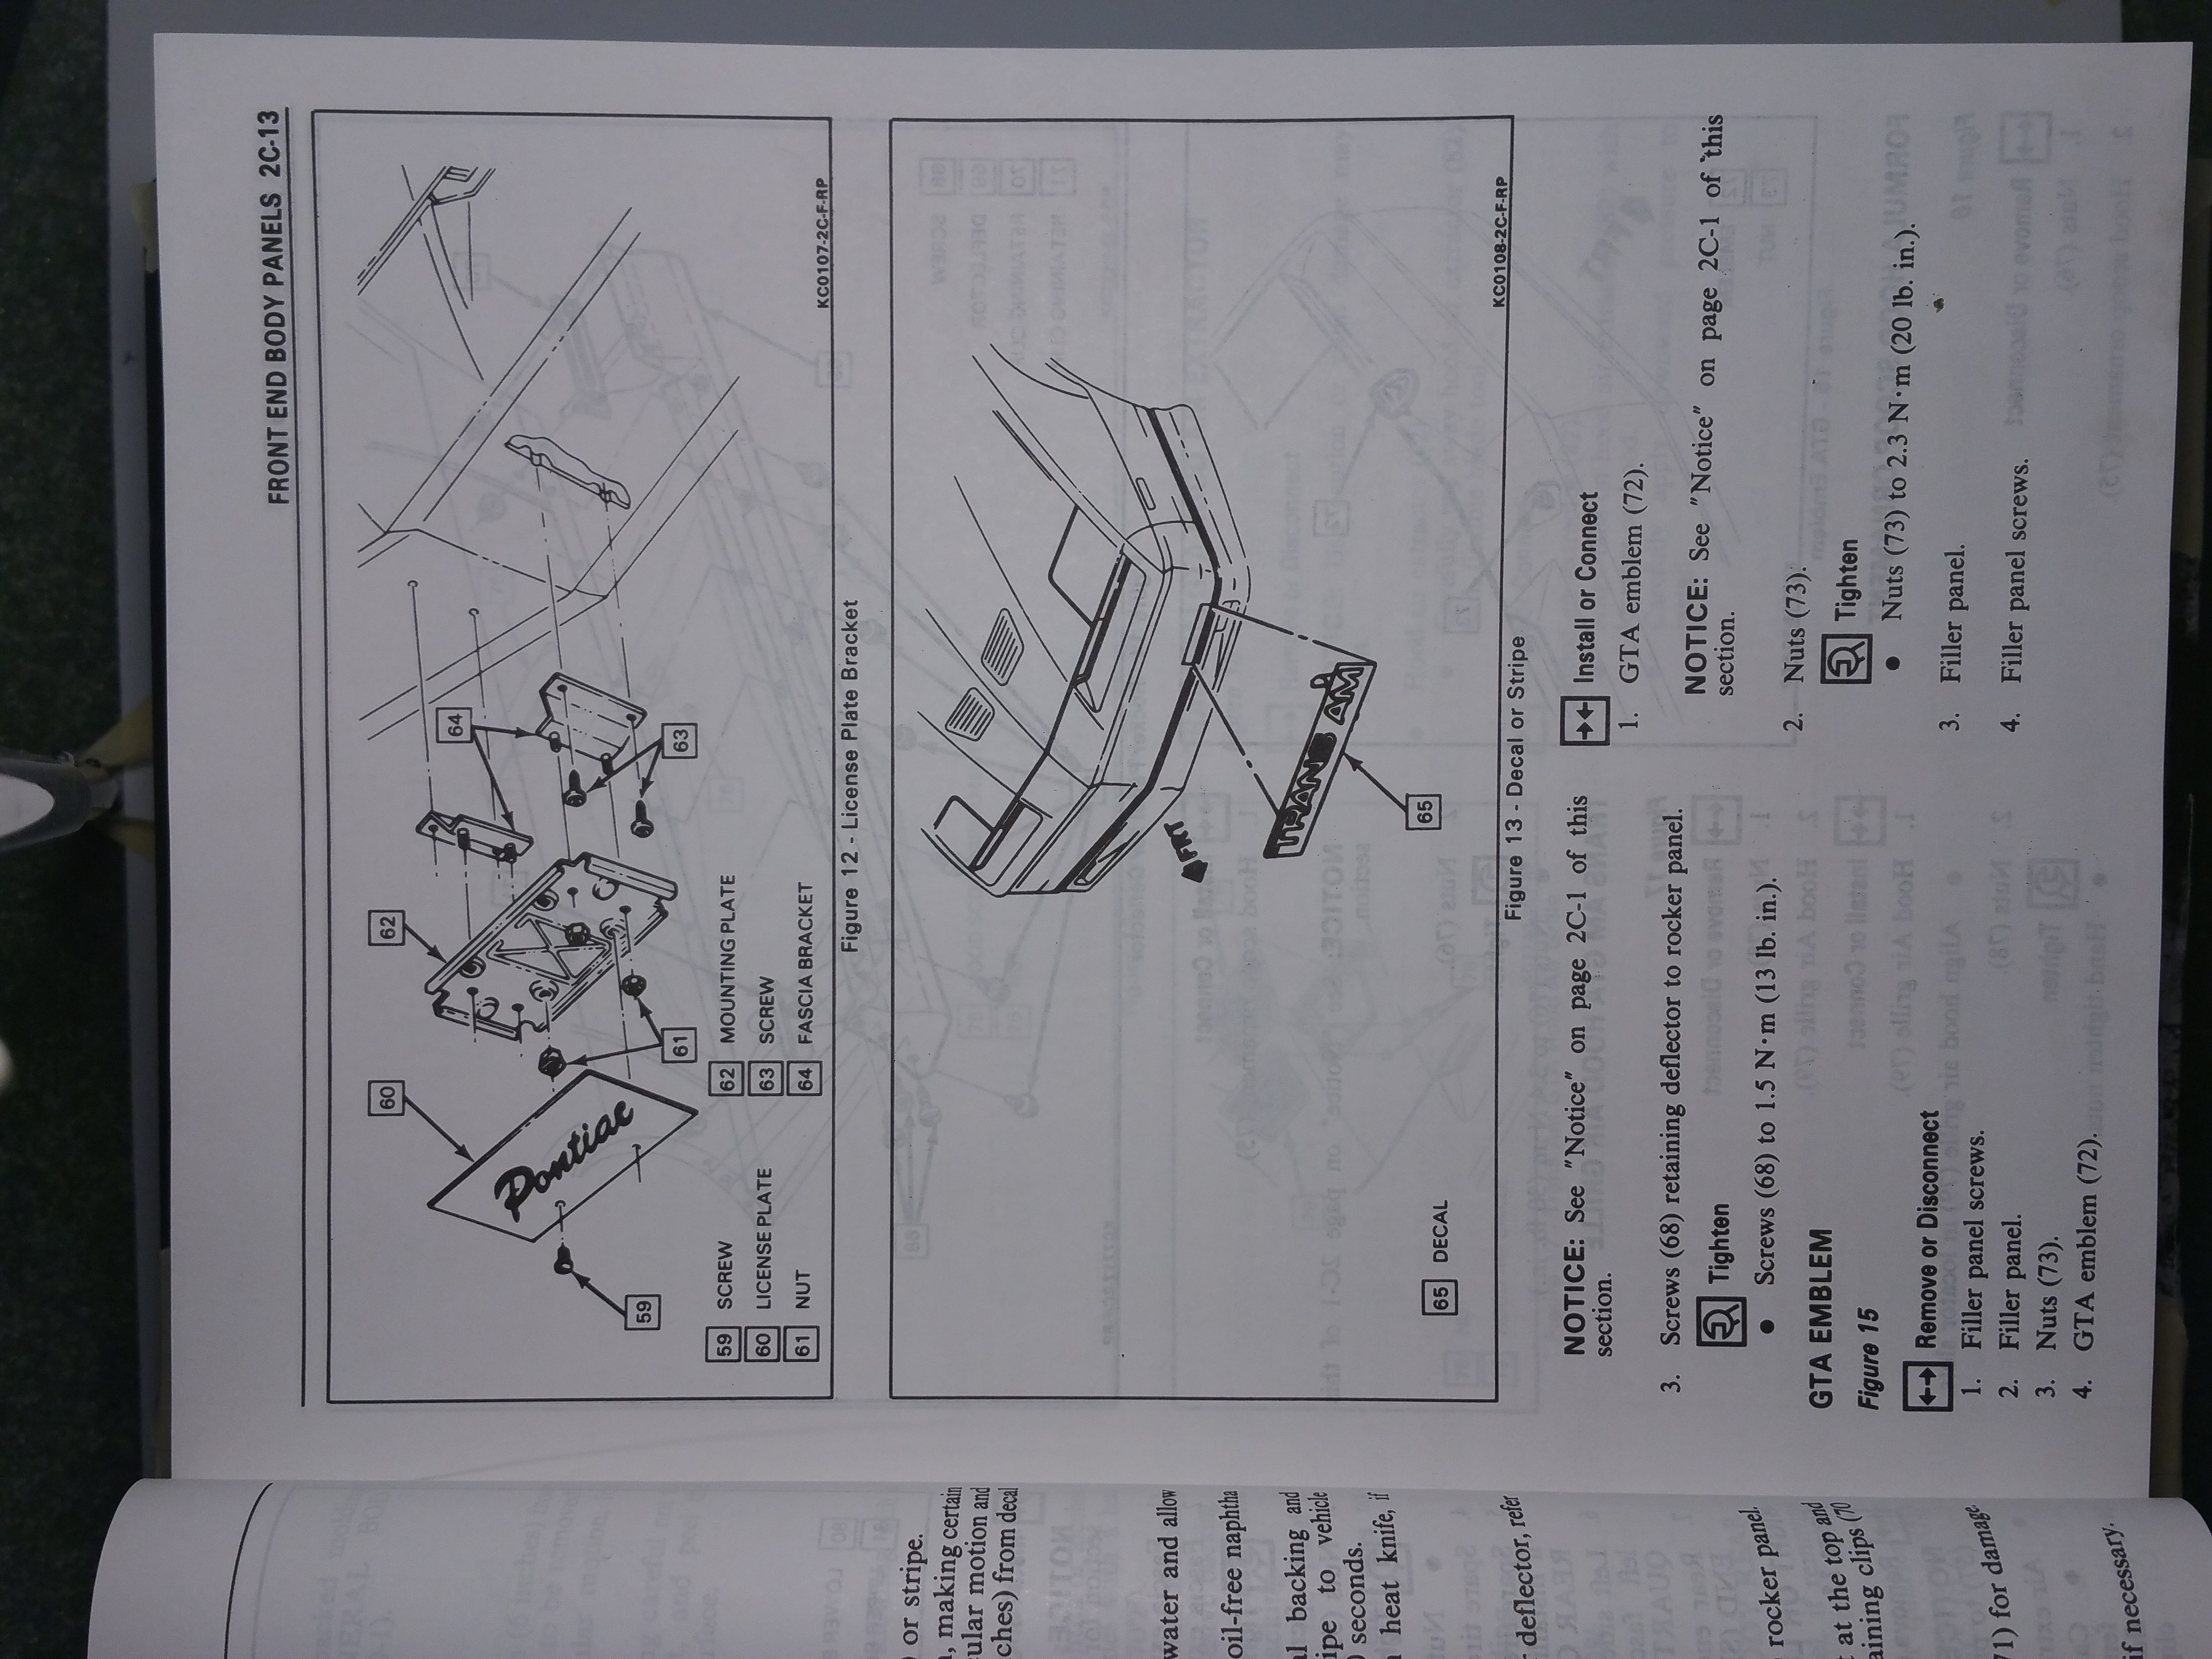 FRONT END BODY PANELS 2C-13
64
62
60
63
61
59
Pontiac
59 SCREW
60 LICENSE PLATE
61 NUT
62 MOUNTING PLATE
63 SCREW
64 FASCIA BRACKET
KC0107-2C-F-RP
Figure 12 - License Plate Bracket
FRT
TRANS AM
65
65 DECAL
KC0108-2C-F-RP
Figure 13 - Decal or Stripe
NOTICE: See "Notice" on page 2C-1 of this
section.
3. Screws (68) retaining deflector to rocker panel.
Tighten
• Screws (68) to 1.5 N·m (13 lb. in.).
GTA EMBLEM
Figure 15
Remove or Disconnect
1. Filler panel screws.
2. Filler panel.
3. Nuts (73).
4. GTA emblem (72).
Install or Connect
1. GTA emblem (72).
NOTICE: See "Notice" on page 2C-1 of this
section.
2. Nuts (73).
Tighten
• Nuts (73) to 2.3 N·m (20 lb. in.).
3. Filler panel.
4. Filler panel screws.
or stripe.
making certain
motion and
from decal
water and allow
oil-free naphtha
backing and
to vehicle
seconds.
heat knife, if
deflector, refer
rocker panel.
at the top and
clips (70
for damage
if necessary.